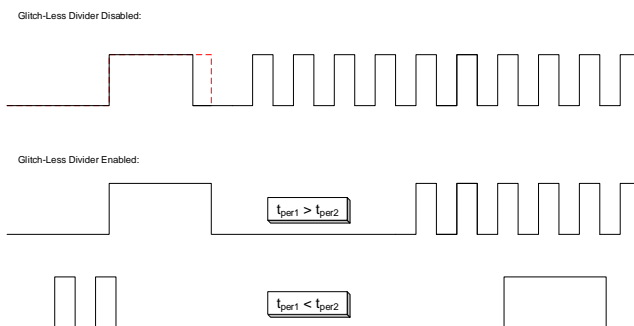 Glitch-Less Divider Disabled:
Glitch-Less Divider Enabled:
tper1 > tper2
tper1 < tper2